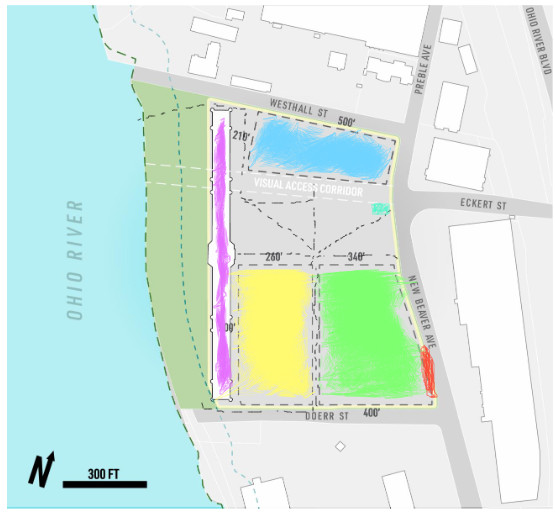 OHIO RIVER BLVD
PREBLE AVE
WESTHALL ST
500'
210'
VISUAL ACCESS CORRIDOR
ECKERT ST
OHIO RIVER
260'
340'
NEW BEAVER AVE
DOERR ST
400'
N
300 FT